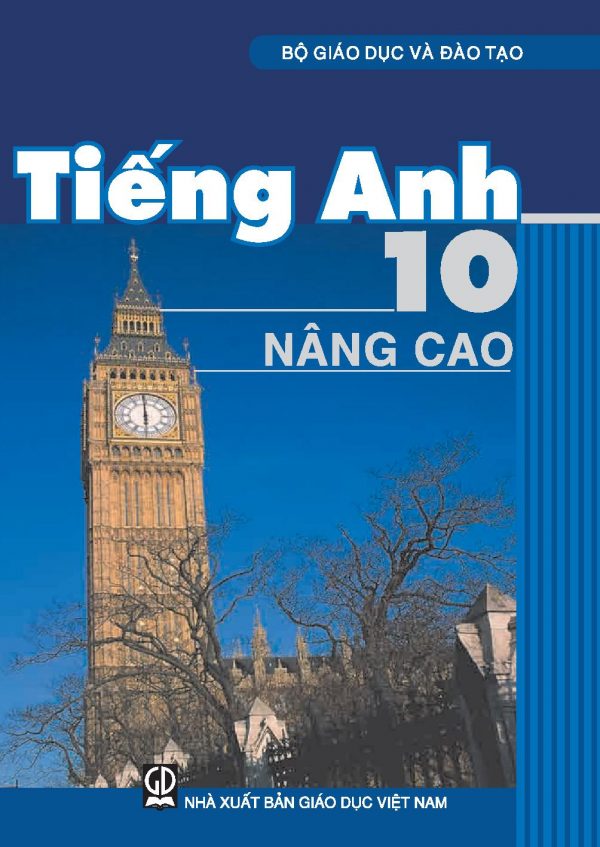 BỘ GIÁO DỤC VÀ ĐÀO TẠO
Tiếng Anh
10
NÂNG CAO
GD
NHÀ XUẤT BẢN GIÁO DỤC VIỆT NAM